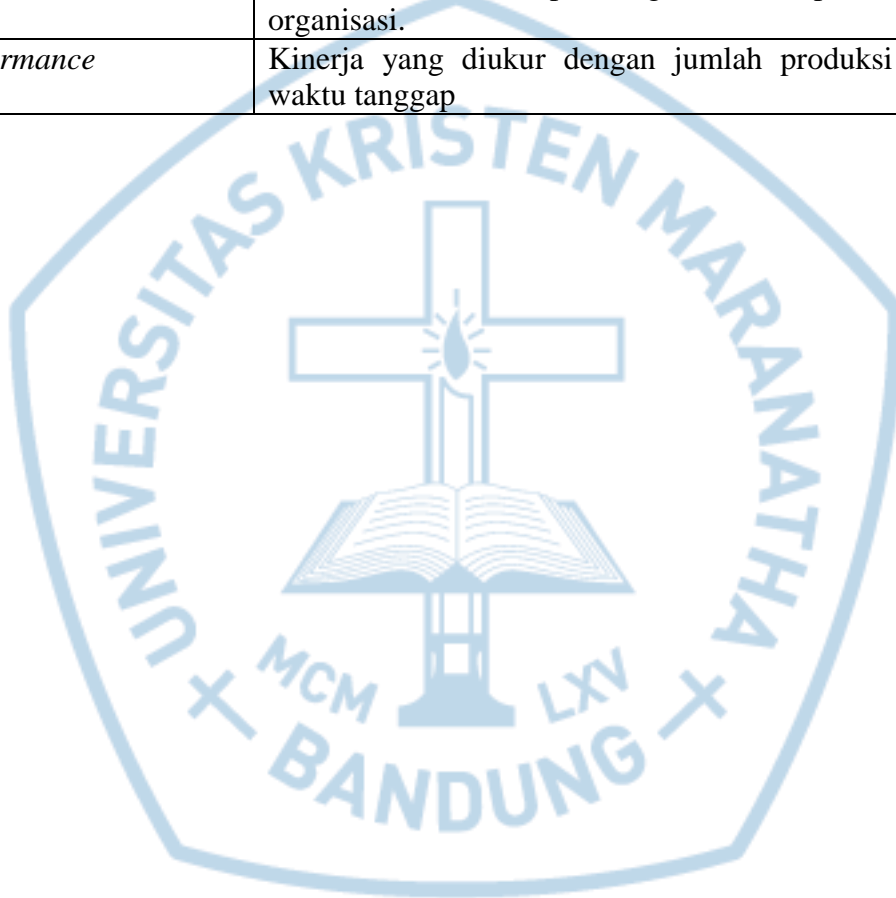 organisasi.
rmance Kinerja yang diukur dengan jumlah produksi
waktu tanggap
UNIVERSITAS KRISTEN MARANATHA
MCM LXV
BANDUNG